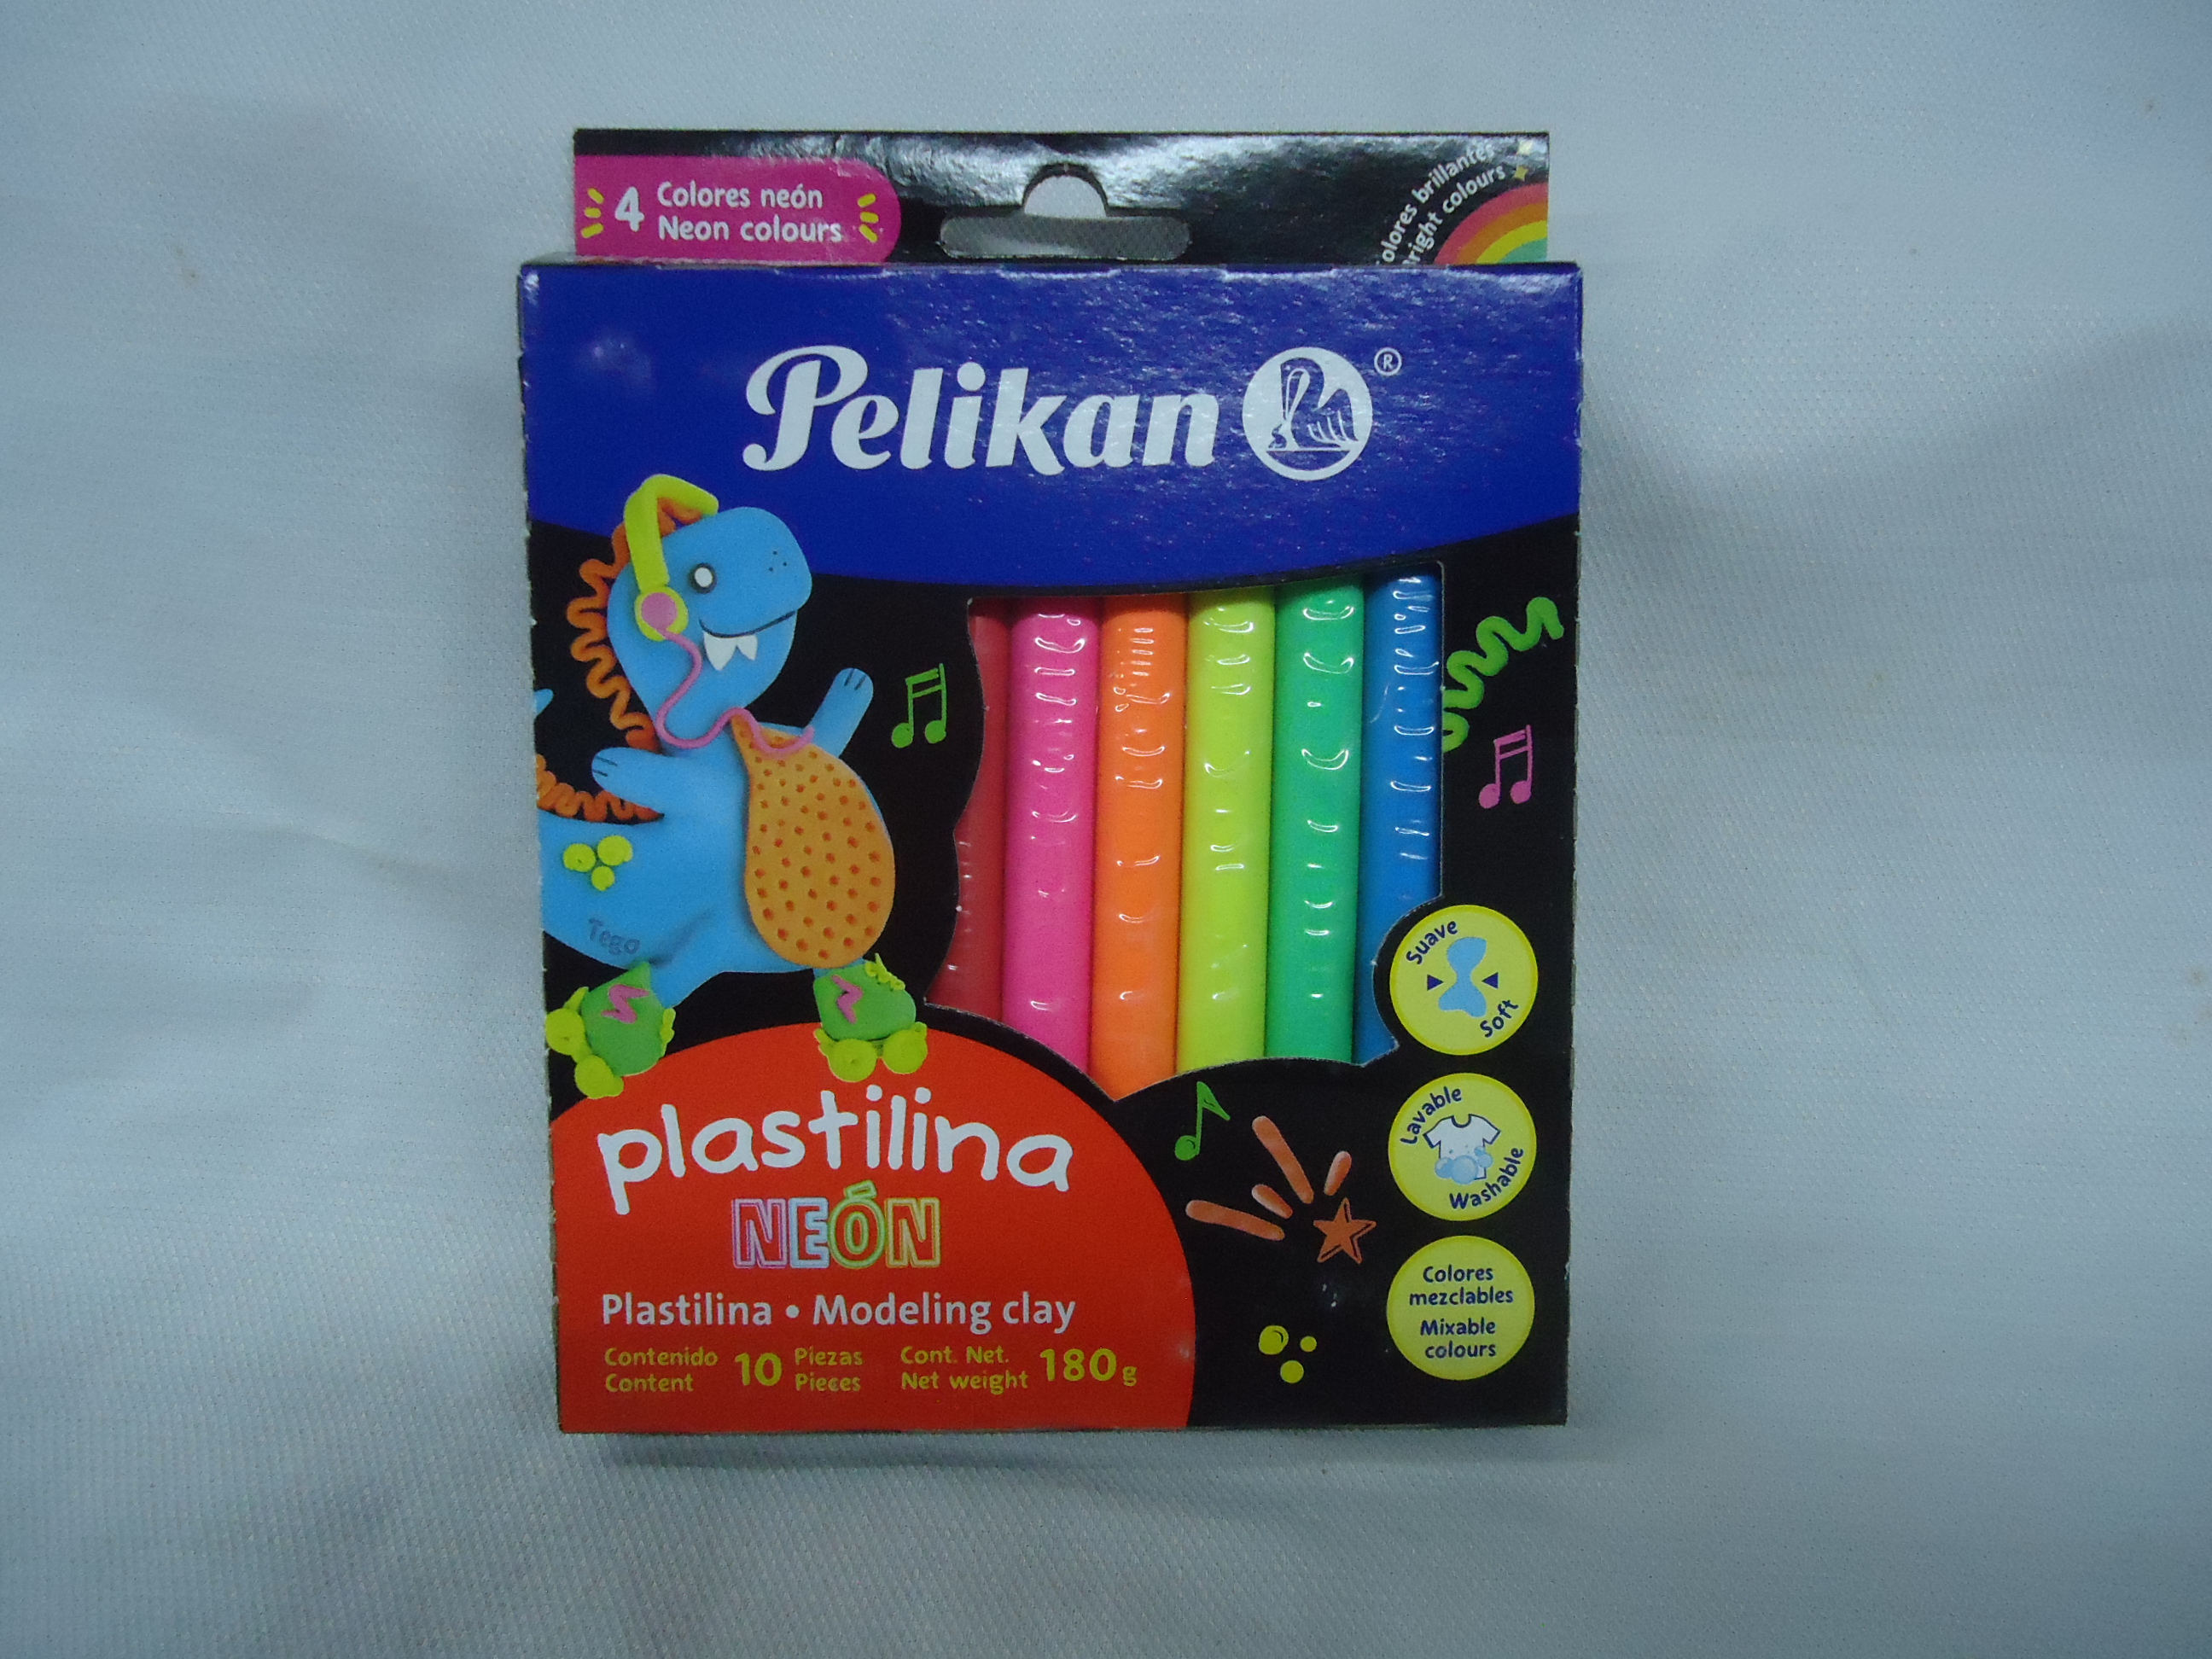 4 Colores neón
Neon colours
olores brillantes
right colours
Pelikan ®
Tego
Suave
Soft
Lavable
Washable
plastilina
NEÓN
Plastilina • Modeling clay
Contenido 10 Piezas Cont. Net. 180g
Content Pieces Net weight
Colores
mezclables
Mixable
colours